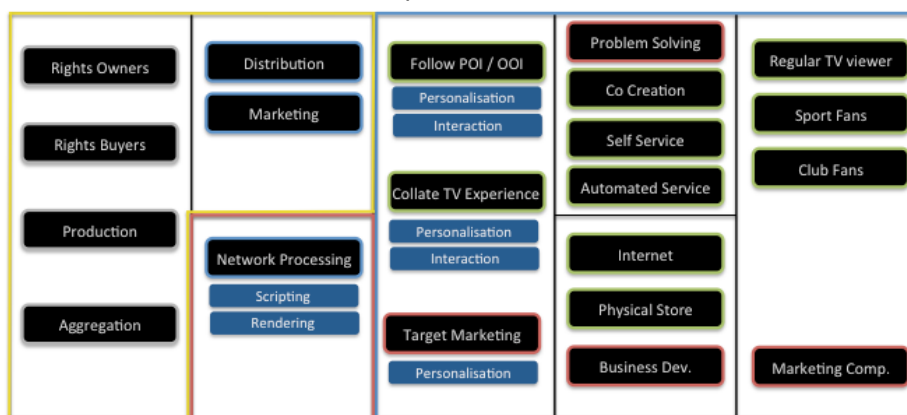 Rights Owners
Rights Buyers
Production
Aggregation
Distribution
Marketing
Network Processing
Scripting
Rendering
Follow POI / OOI
Personalisation
Interaction
Collate TV Experience
Personalisation
Interaction
Target Marketing
Personalisation
Problem Solving
Co Creation
Self Service
Automated Service
Internet
Physical Store
Business Dev.
Regular TV viewer
Sport Fans
Club Fans
Marketing Comp.